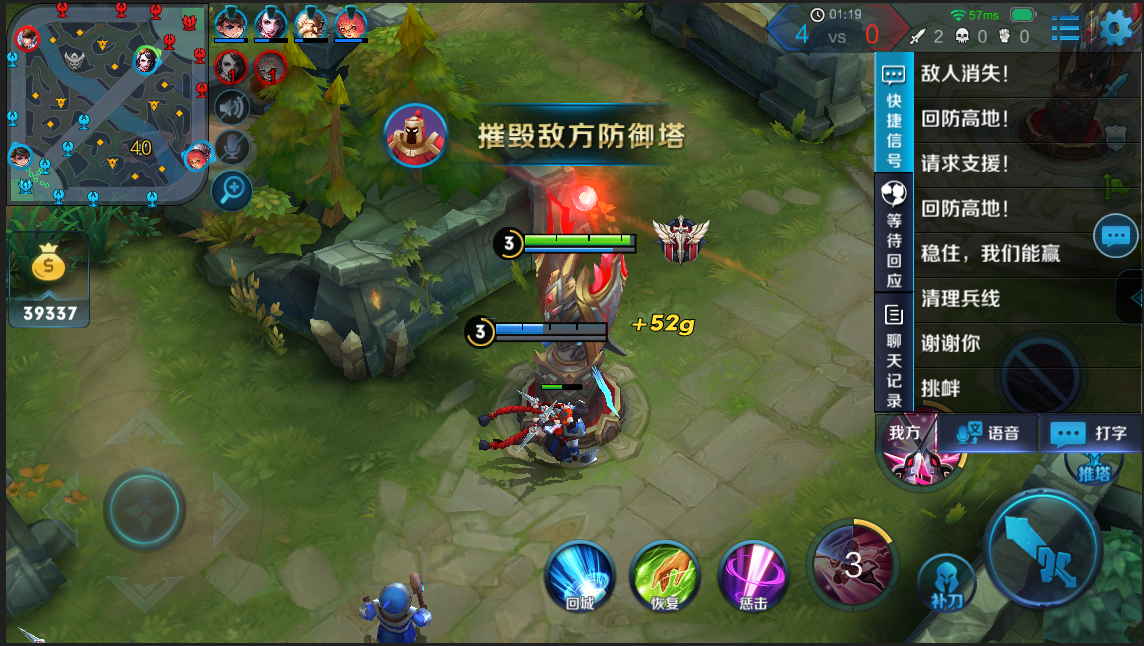 01:19
57ms
4 VS 0
2 0 0
40
1
1
摧毁敌方防御塔
39337
3
3
+52g
快捷信号
等待回应
聊天记录
敌人消失！
回防高地！
请求支援！
回防高地！
稳住，我们能赢
清理兵线
谢谢你
挑衅
我方
语音
打字
推塔
回城
恢复
惩击
3
补刀